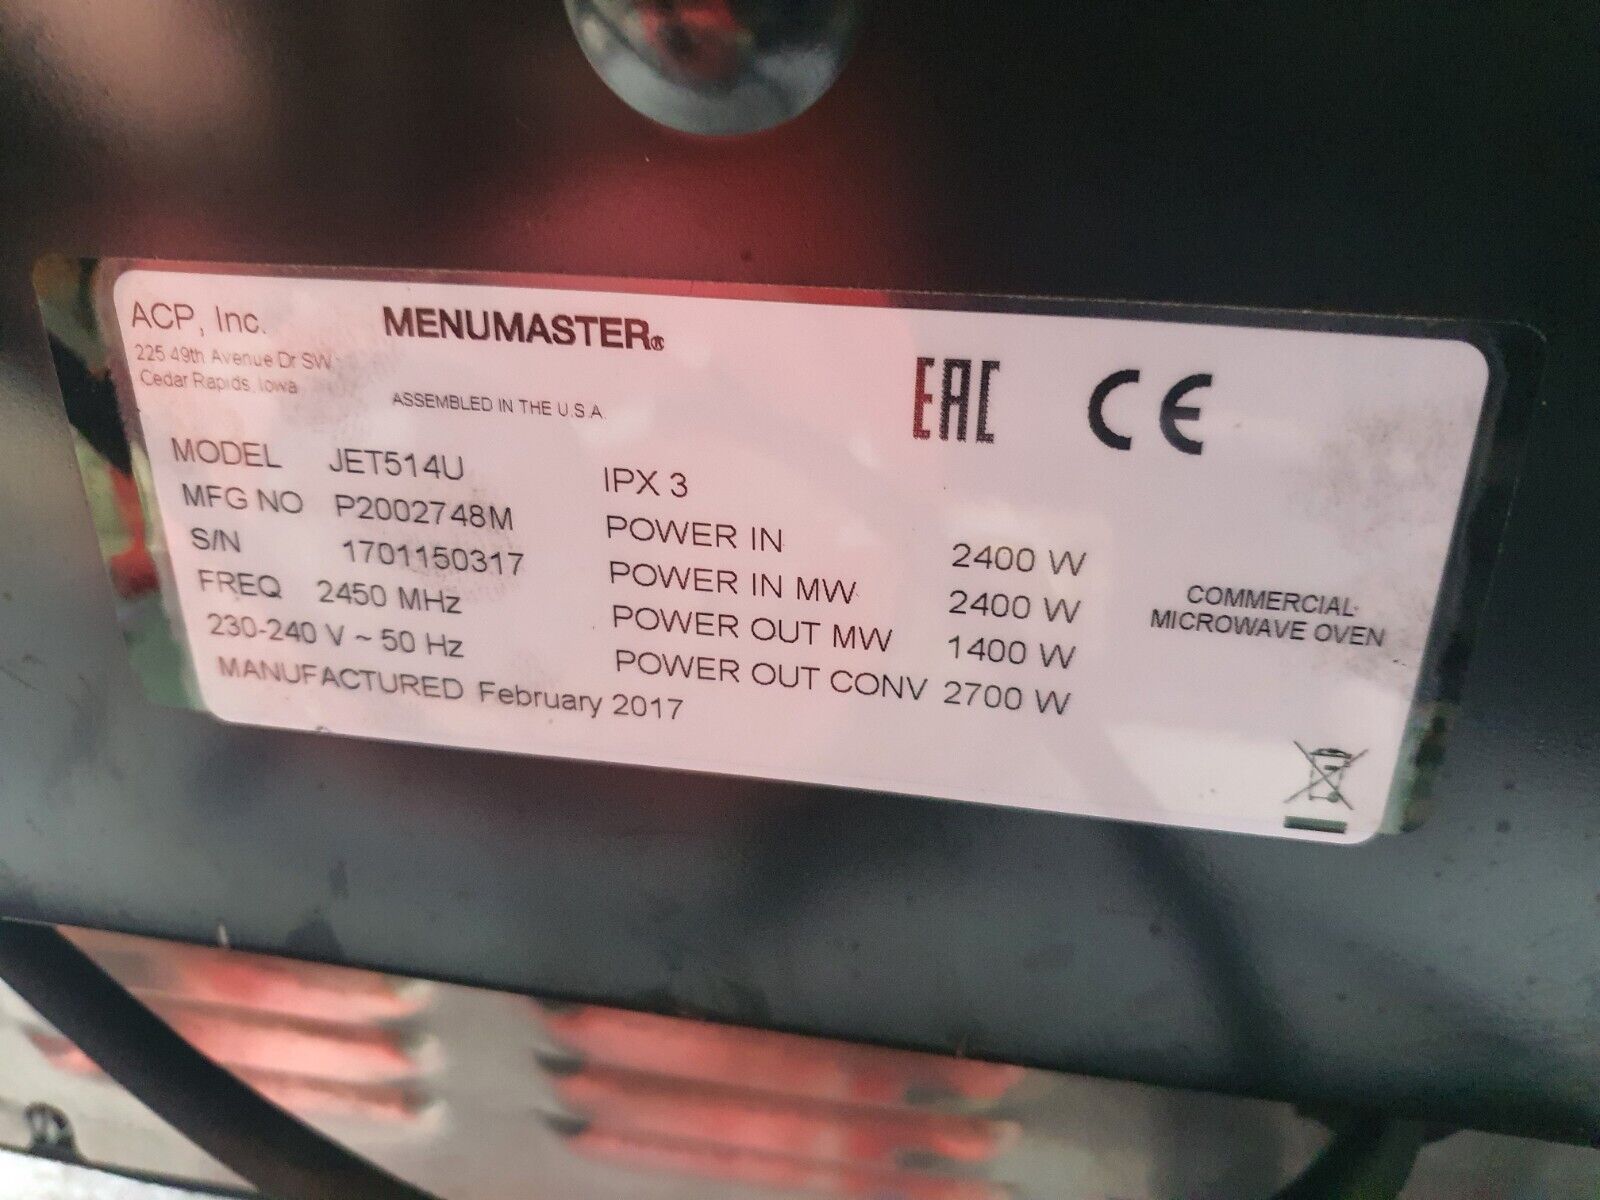 ACP, Inc.
225 49th Avenue Dr SW
Cedar Rapids, Iowa
MENUMASTER®
ASSEMBLED IN THE U.S.A.
EAC CE
MODEL JET514U
MFG NO P2002748M
S/N 1701150317
FREQ 2450 MHz
230-240 V ~ 50 Hz
MANUFACTURED February 2017
IPX 3
POWER IN 2400 W
POWER IN MW 2400 W
POWER OUT MW 1400 W
POWER OUT CONV 2700 W
COMMERCIAL
MICROWAVE OVEN